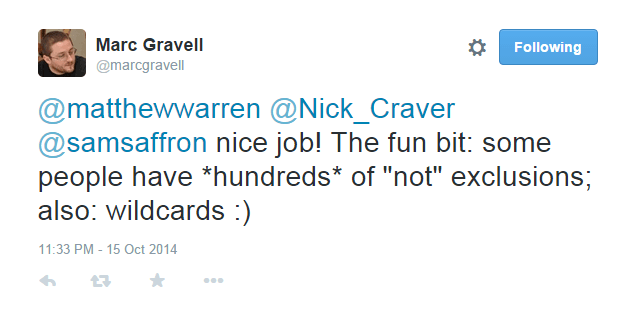 Marc Gravell
@marcgravell
Following
@matthewwarren @Nick_Craver
@samsaffron nice job! The fun bit: some
people have *hundreds* of "not" exclusions;
also: wildcards :)
11:33 PM - 15 Oct 2014